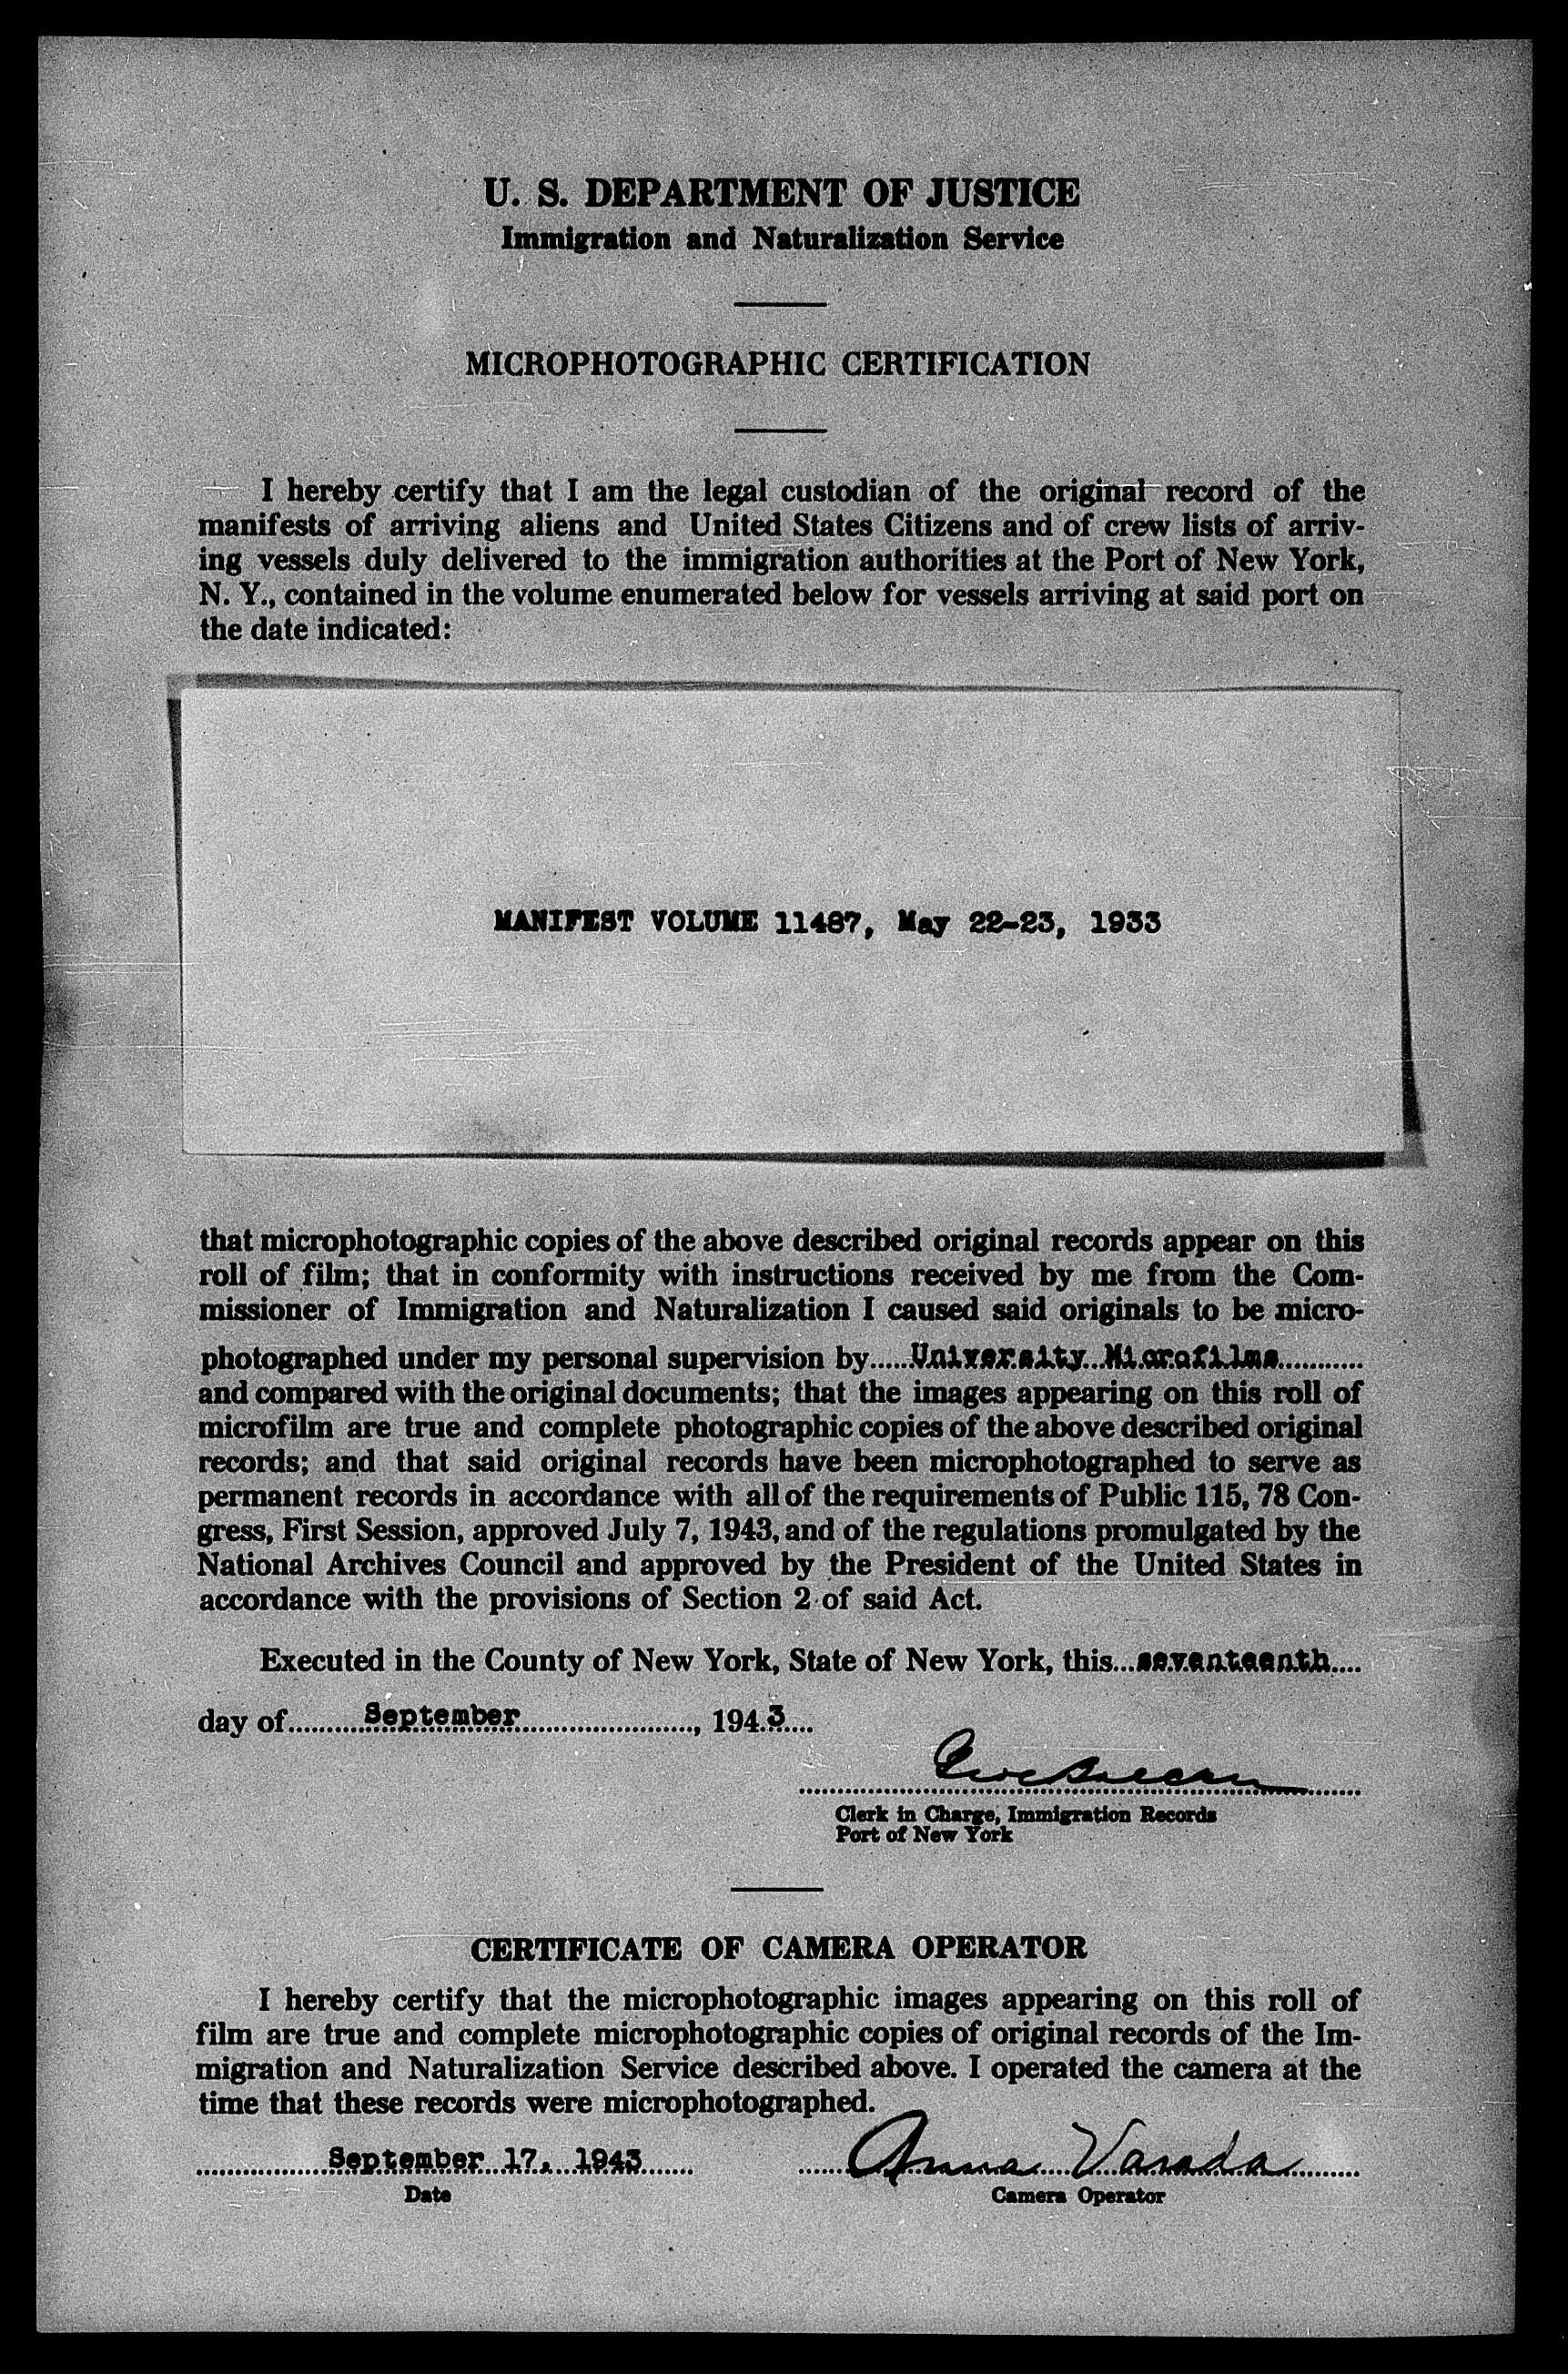 U. S. DEPARTMENT OF JUSTICE
Immigration and Naturalization Service
MICROPHOTOGRAPHIC CERTIFICATION
I hereby certify that I am the legal custodian of the original record of the
manifests of arriving aliens and United States Citizens and of crew lists of arriv-
ing vessels duly delivered to the immigration authorities at the Port of New York,
N. Y., contained in the volume enumerated below for vessels arriving at said port on
the date indicated:
MANIFEST VOLUME 11487, May 22-23, 1933
that microphotographic copies of the above described original records appear on this
roll of film; that in conformity with instructions received by me from the Com-
missioner of Immigration and Naturalization I caused said originals to be micro-
photographed under my personal supervision by.....University Microfilms............
and compared with the original documents; that the images appearing on this roll of
microfilm are true and complete photographic copies of the above described original
records; and that said original records have been microphotographed to serve as
permanent records in accordance with all of the requirements of Public 115, 78 Con-
gress, First Session, approved July 7, 1943, and of the regulations promulgated by the
National Archives Council and approved by the President of the United States in
accordance with the provisions of Section 2 of said Act.
Executed in the County of New York, State of New York, this...seventeenth....
day of..........September........................, 194.3....
Clerk in Charge, Immigration Records
Port of New York
CERTIFICATE OF CAMERA OPERATOR
I hereby certify that the microphotographic images appearing on this roll of
film are true and complete microphotographic copies of original records of the Im-
migration and Naturalization Service described above. I operated the camera at the
time that these records were microphotographed.
September 17, 1943 Anna Varada
Date Camera Operator